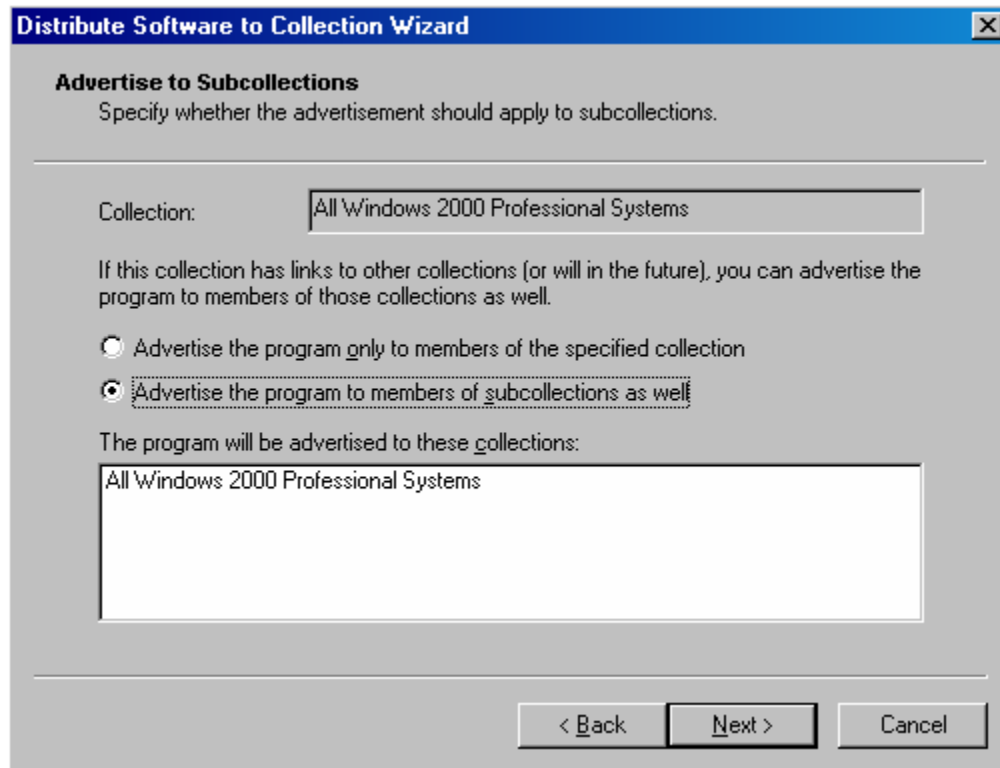 Distribute Software to Collection Wizard
Advertise to Subcollections
Specify whether the advertisement should apply to subcollections.
Collection: All Windows 2000 Professional Systems
If this collection has links to other collections (or will in the future), you can advertise the
program to members of those collections as well.
Advertise the program only to members of the specified collection
Advertise the program to members of subcollections as well
The program will be advertised to these collections:
All Windows 2000 Professional Systems
< Back Next > Cancel